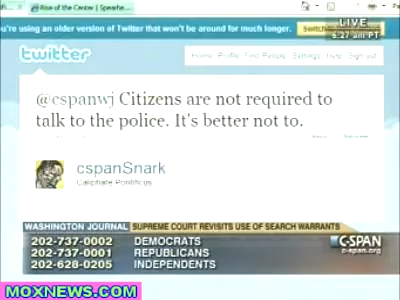 Rise of the Center | Spearhe...
LIVE
5:27 am PT
You're using an older version of Twitter that won't be around for much longer.
twitter
Home Profile Find People Settings Help Sign out
@cspanwj Citizens are not required to
talk to the police. It's better not to.
cspanSnark
Caliphate Pontificus
WASHINGTON JOURNAL SUPREME COURT REVISITS USE OF SEARCH WARRANTS
202-737-0002 DEMOCRATS
202-737-0001 REPUBLICANS
202-628-0205 INDEPENDENTS
C-SPAN
c-span.org
MOXNEWS.COM